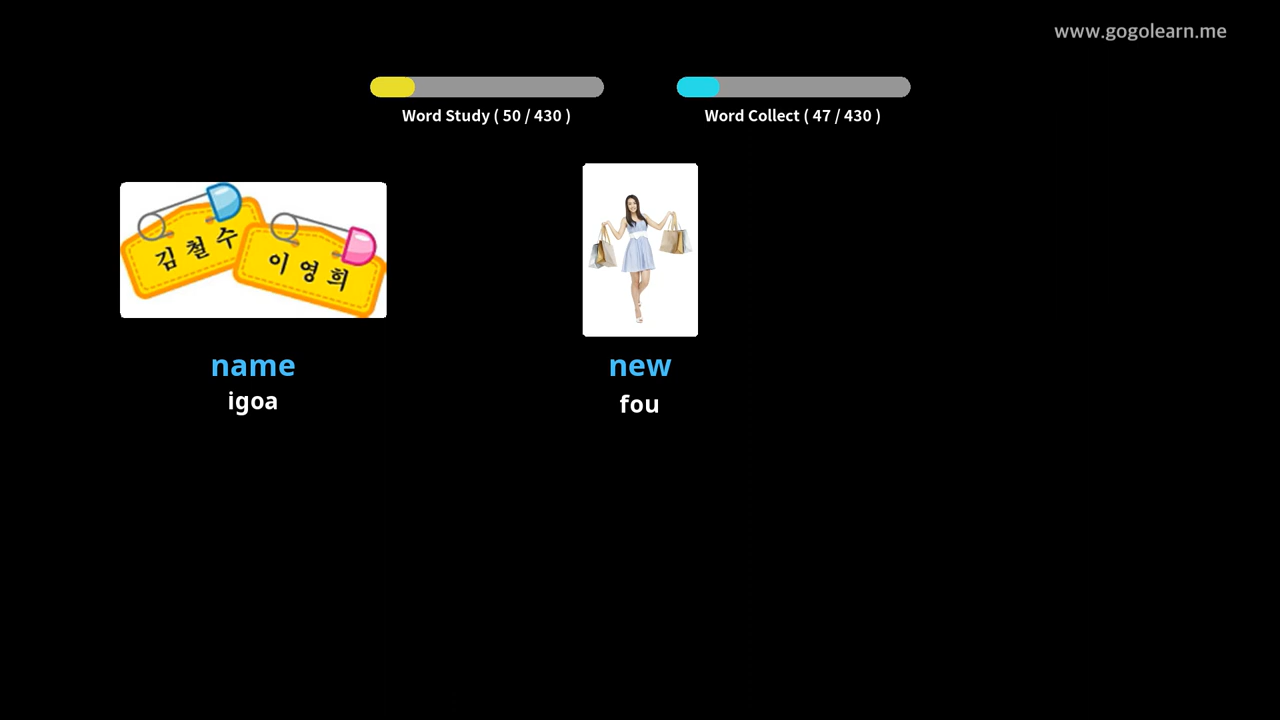 www.gogolearn.me
Word Study ( 50 / 430 )
Word Collect ( 47 / 430 )
김철수
이영희
name
igoa
new
fou